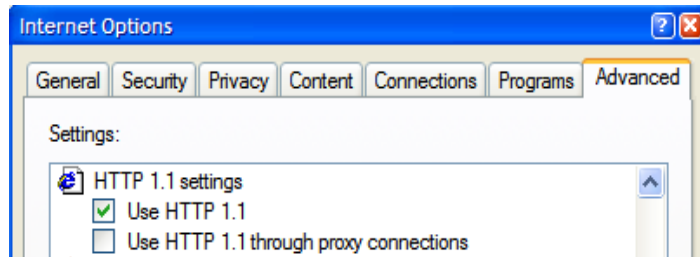 Internet Options
General Security Privacy Content Connections Programs Advanced
Settings:
HTTP 1.1 settings
Use HTTP 1.1
Use HTTP 1.1 through proxy connections